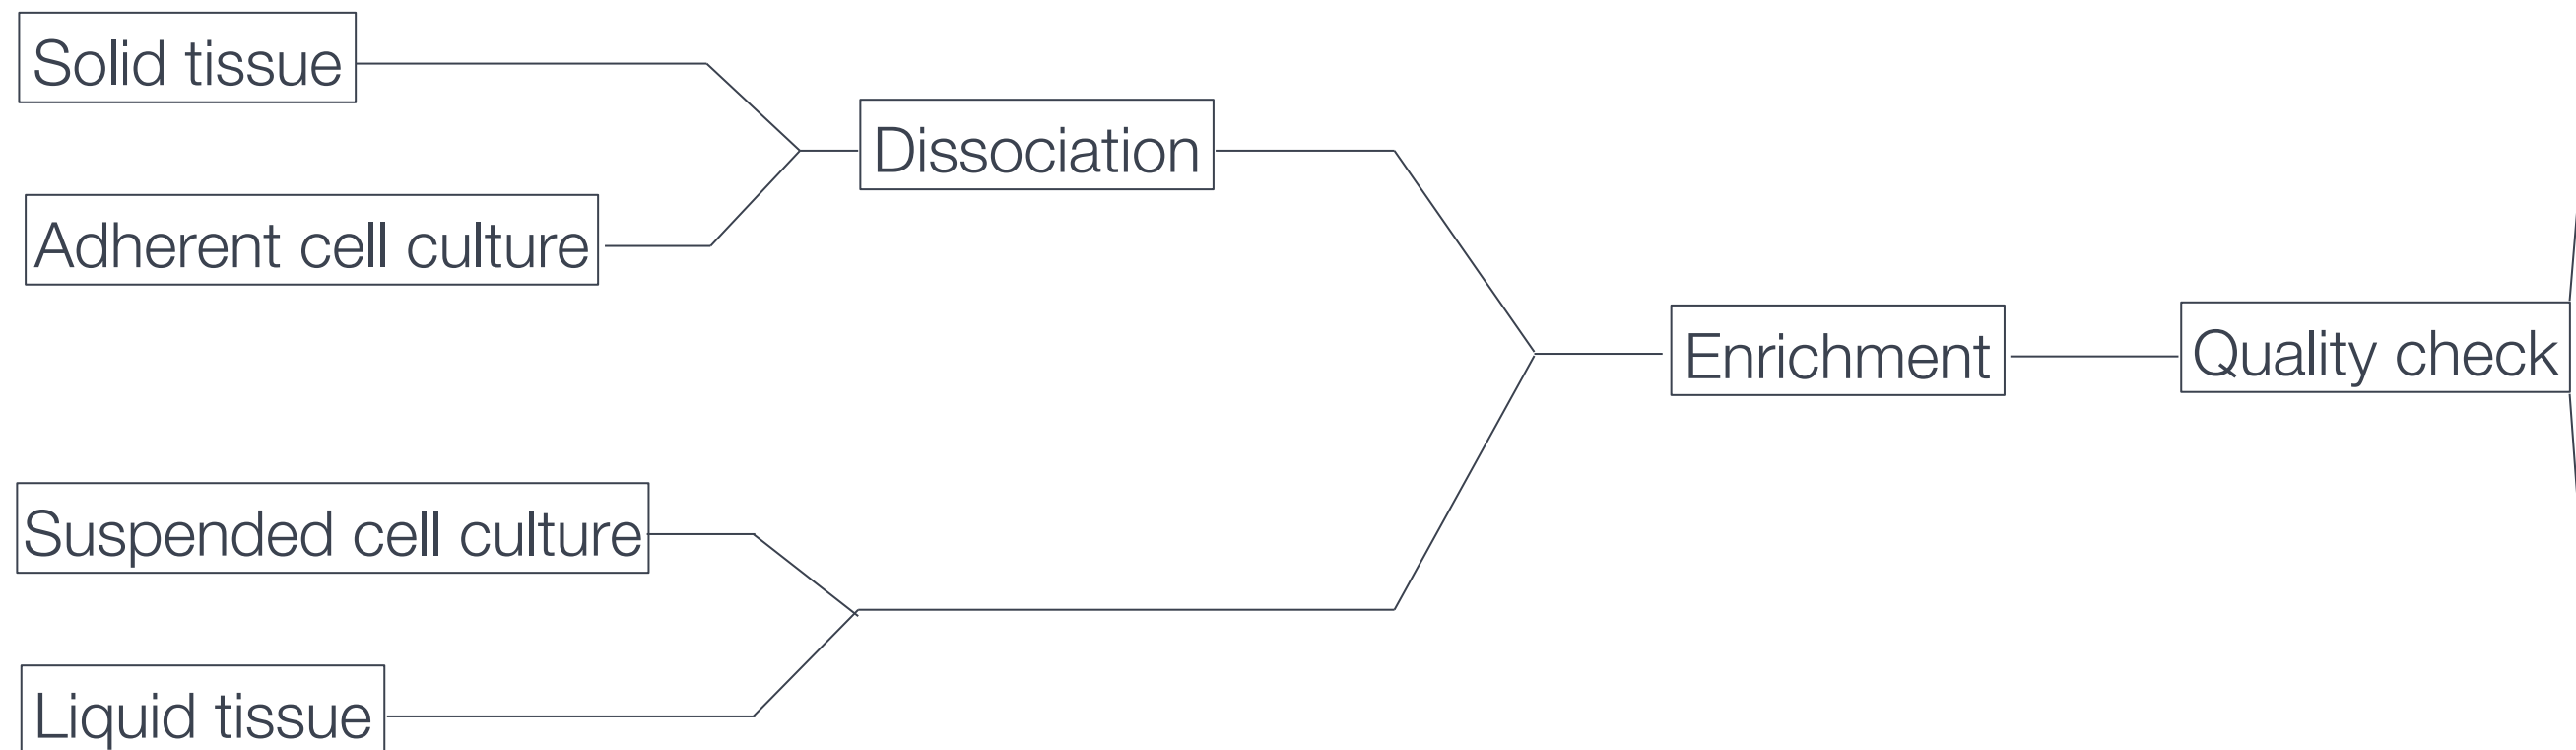 Solid tissue
Adherent cell culture
Dissociation
Suspended cell culture
Liquid tissue
Enrichment
Quality check